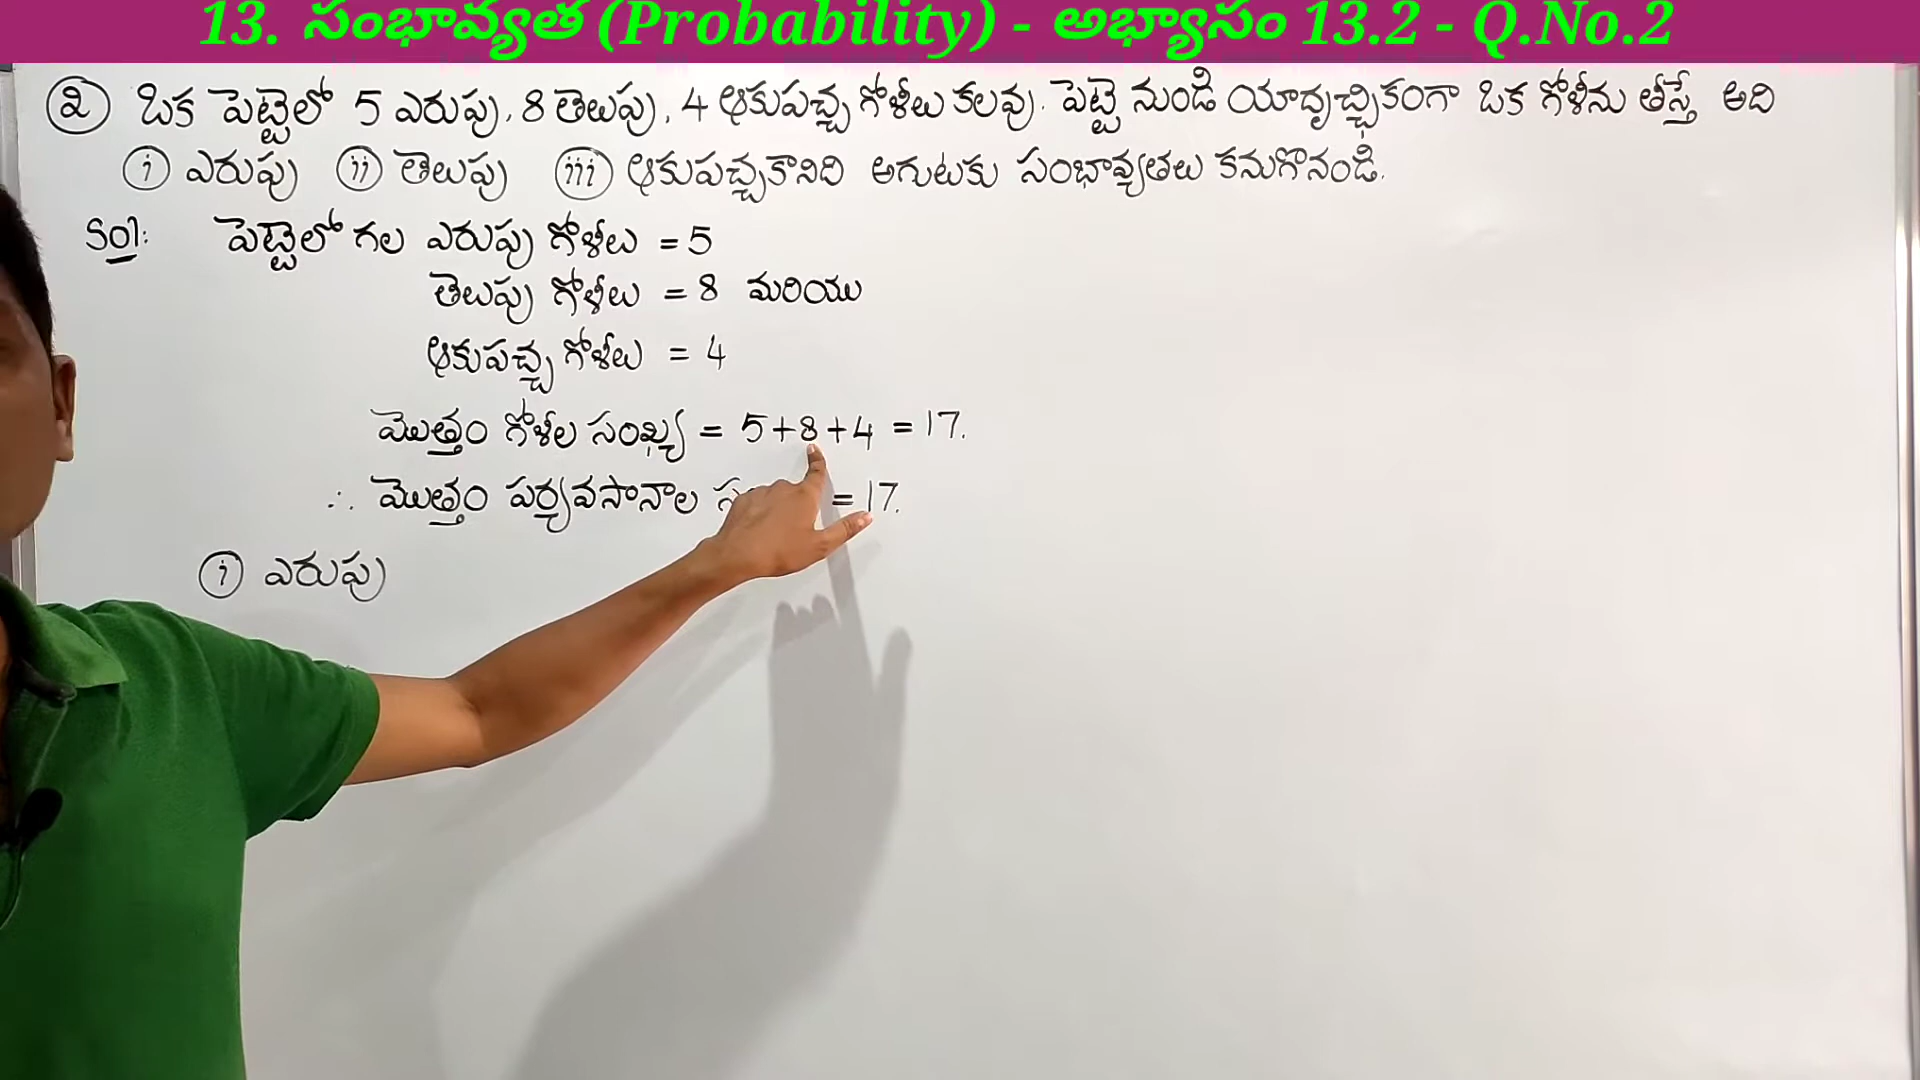 13. సంభావ్యత (Probability) - అభ్యాసం 13.2 - Q.No.2
② ఒక పెట్టెలో 5 ఎరుపు, 8 తెలుపు, 4 ఆకుపచ్చ గోళీలు కలవు. పెట్టె నుండి యాదృచ్ఛికంగా ఒక గోళీను తీస్తే అది
ⓘ ఎరుపు ⓘⓘ తెలుపు ⓘⓘⓘ ఆకుపచ్చకానిది అగుటకు సంభావ్యతలు కనుగొనండి.
Sol: పెట్టెలో గల ఎరుపు గోళీలు = 5
తెలుపు గోళీలు = 8 మరియు
ఆకుపచ్చ గోళీలు = 4
మొత్తం గోళీల సంఖ్య = 5+8+4 = 17.
∴ మొత్తం పర్యవసానాల = 17.
ⓘ ఎరుపు